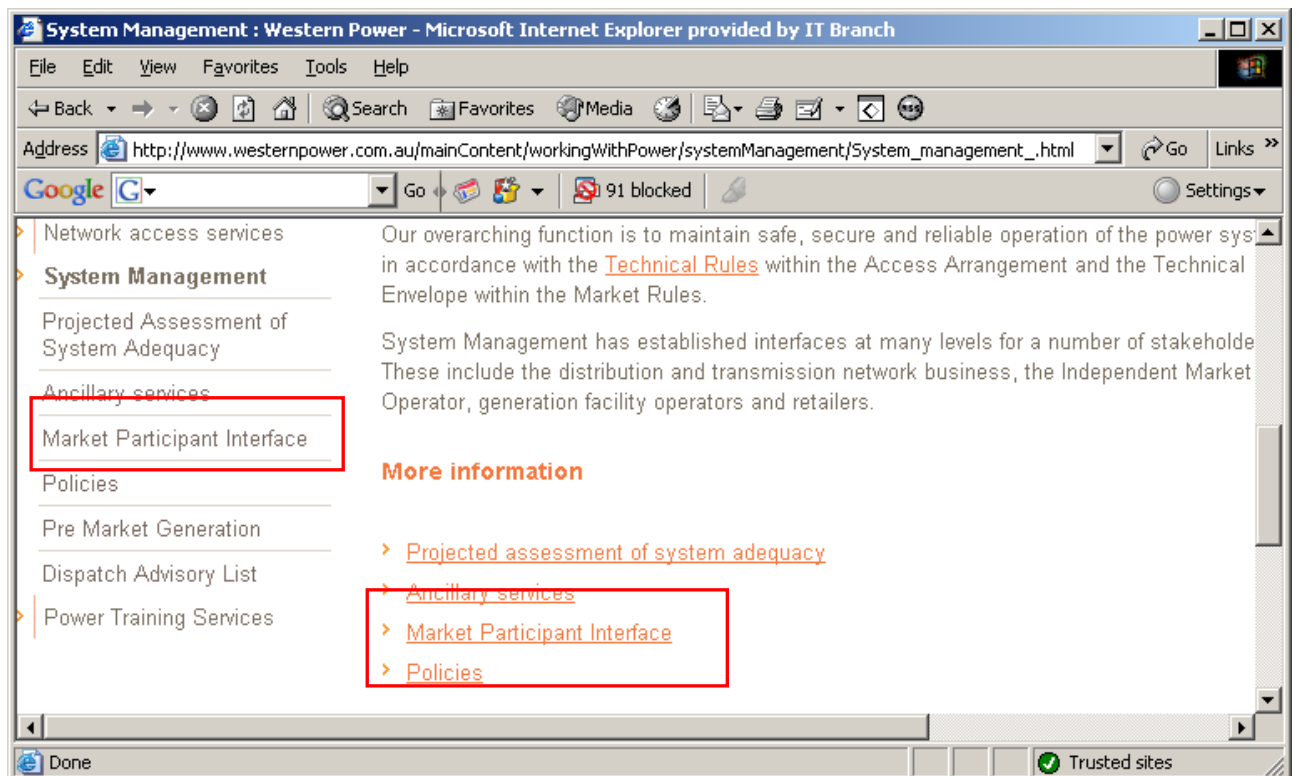 System Management : Western Power - Microsoft Internet Explorer provided by IT Branch
File Edit View Favorites Tools Help
Back Search Favorites Media
Address http://www.westernpower.com.au/mainContent/workingWithPower/systemManagement/System_management_.html Go Links »
Google G Go 91 blocked Settings
Network access services
System Management
Projected Assessment of
System Adequacy
Ancillary services
Market Participant Interface
Policies
Pre Market Generation
Dispatch Advisory List
Power Training Services
Our overarching function is to maintain safe, secure and reliable operation of the power sys
in accordance with the Technical Rules within the Access Arrangement and the Technical
Envelope within the Market Rules.
System Management has established interfaces at many levels for a number of stakeholde
These include the distribution and transmission network business, the Independent Market
Operator, generation facility operators and retailers.
More information
Projected assessment of system adequacy
Ancillary services
Market Participant Interface
Policies
Done Trusted sites